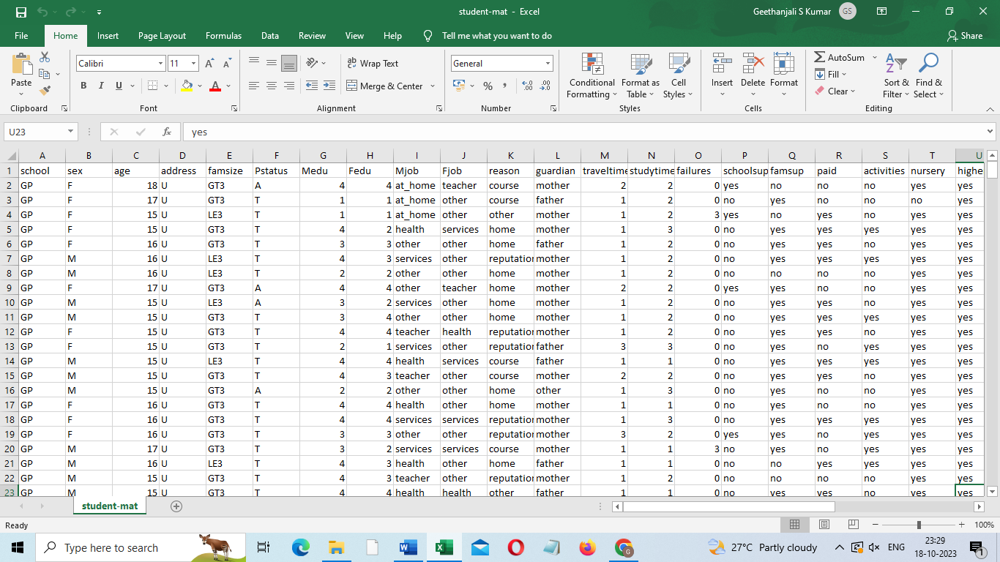 student-mat - Excel
Geethanjali S Kumar GS
File Home Insert Page Layout Formulas Data Review View Help Tell me what you want to do Share
Paste
Clipboard
Calibri 11 A A
B I U A
Font
ab Wrap Text
Merge & Center
Alignment
General
% , .0 .00 .00 .0
Number
Conditional Formatting
Format as Table
Cell Styles
Styles
Insert Delete Format
Cells
AutoSum
Fill
Clear
Sort & Filter
Find & Select
Editing
U23 fx yes
A B C D E F G H I J K L M N O P Q R S T U
1 school sex age address famsize Pstatus Medu Fedu Mjob Fjob reason guardian traveltime studytime failures schoolsup famsup paid activities nursery highe
2 GP F 18 U GT3 A 4 4 at_home teacher course mother 2 2 0 yes no no no yes yes
3 GP F 17 U GT3 T 1 1 at_home other course father 1 2 0 no yes no no no yes
4 GP F 15 U LE3 T 1 1 at_home other other mother 1 2 3 yes no yes no yes yes
5 GP F 15 U GT3 T 4 2 health services home mother 1 3 0 no yes yes yes yes yes
6 GP F 16 U GT3 T 3 3 other other home father 1 2 0 no yes yes no yes yes
7 GP M 16 U LE3 T 4 3 services other reputation mother 1 2 0 no yes yes yes yes yes
8 GP M 16 U LE3 T 2 2 other other home mother 1 2 0 no no no no yes yes
9 GP F 17 U GT3 A 4 4 other teacher home mother 2 2 0 yes yes no no yes yes
10 GP M 15 U LE3 A 3 2 services other home mother 1 2 0 no yes yes no yes yes
11 GP M 15 U GT3 T 3 4 other other home mother 1 2 0 no yes yes yes yes yes
12 GP F 15 U GT3 T 4 4 teacher health reputation mother 1 2 0 no yes yes no yes yes
13 GP F 15 U GT3 T 2 1 services other reputation father 3 3 0 no yes no yes yes yes
14 GP M 15 U LE3 T 4 4 health services course father 1 1 0 no yes yes yes yes yes
15 GP M 15 U GT3 T 4 3 teacher other course mother 2 2 0 no yes yes no yes yes
16 GP M 15 U GT3 A 2 2 other other home other 1 3 0 no yes no no yes yes
17 GP F 16 U GT3 T 4 4 health other home mother 1 1 0 no yes no no yes yes
18 GP F 16 U GT3 T 4 4 services services reputation mother 1 3 0 no yes yes yes yes yes
19 GP F 16 U GT3 T 3 3 other other reputation mother 3 2 0 yes yes no yes yes yes
20 GP M 17 U GT3 T 3 2 services services course mother 1 1 3 no yes no yes yes yes
21 GP M 16 U LE3 T 4 3 health other home father 1 1 0 no no yes yes yes yes
22 GP M 15 U GT3 T 4 3 teacher other reputation mother 1 2 0 no no no no yes yes
23 GP M 15 U GT3 T 4 4 health health other father 1 1 0 no yes yes no yes yes
student-mat
Ready 100%
Type here to search
27°C Partly cloudy ENG 23:29
18-10-2023 1